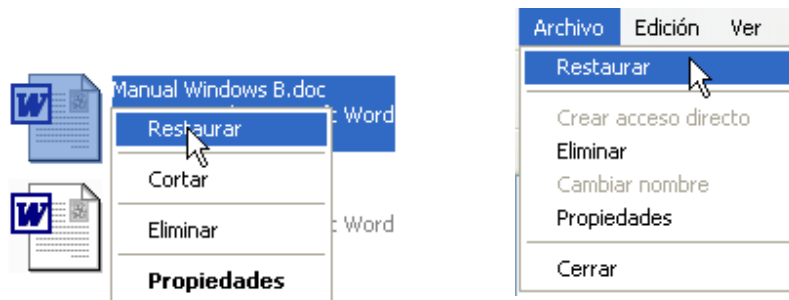 Manual Windows B.doc
Word
Restaurar
Cortar
Word
Eliminar
Propiedades
Archivo Edición Ver
Restaurar
Crear acceso directo
Eliminar
Cambiar nombre
Propiedades
Cerrar